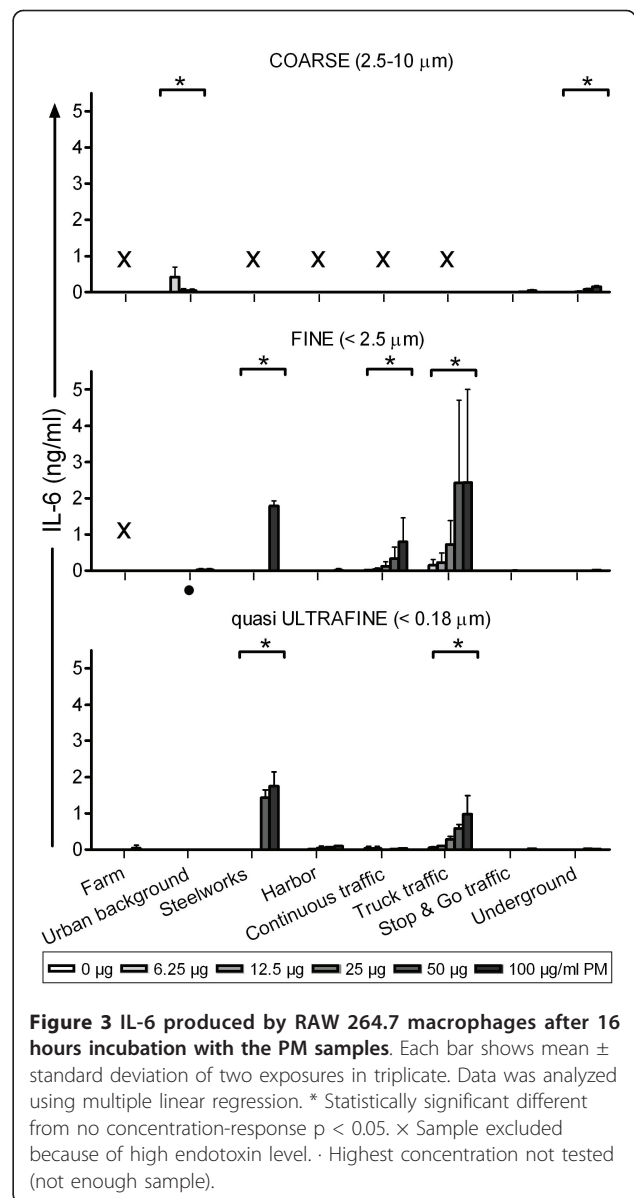 COARSE (2.5-10 μm)
* *
5
4
3
2
1
0
X X X X X
FINE (< 2.5 μm)
* * *
5
4
3
2
1
0
X
•
IL-6 (ng/ml)
quasi ULTRAFINE (< 0.18 μm)
* *
5
4
3
2
1
0
Farm
Urban background
Steelworks
Harbor
Continuous traffic
Truck traffic
Stop & Go traffic
Underground
0 μg 6.25 μg 12.5 μg 25 μg 50 μg 100 μg/ml PM
Figure 3 IL-6 produced by RAW 264.7 macrophages after 16
hours incubation with the PM samples. Each bar shows mean ±
standard deviation of two exposures in triplicate. Data was analyzed
using multiple linear regression. * Statistically significant different
from no concentration-response p < 0.05. × Sample excluded
because of high endotoxin level. · Highest concentration not tested
(not enough sample).